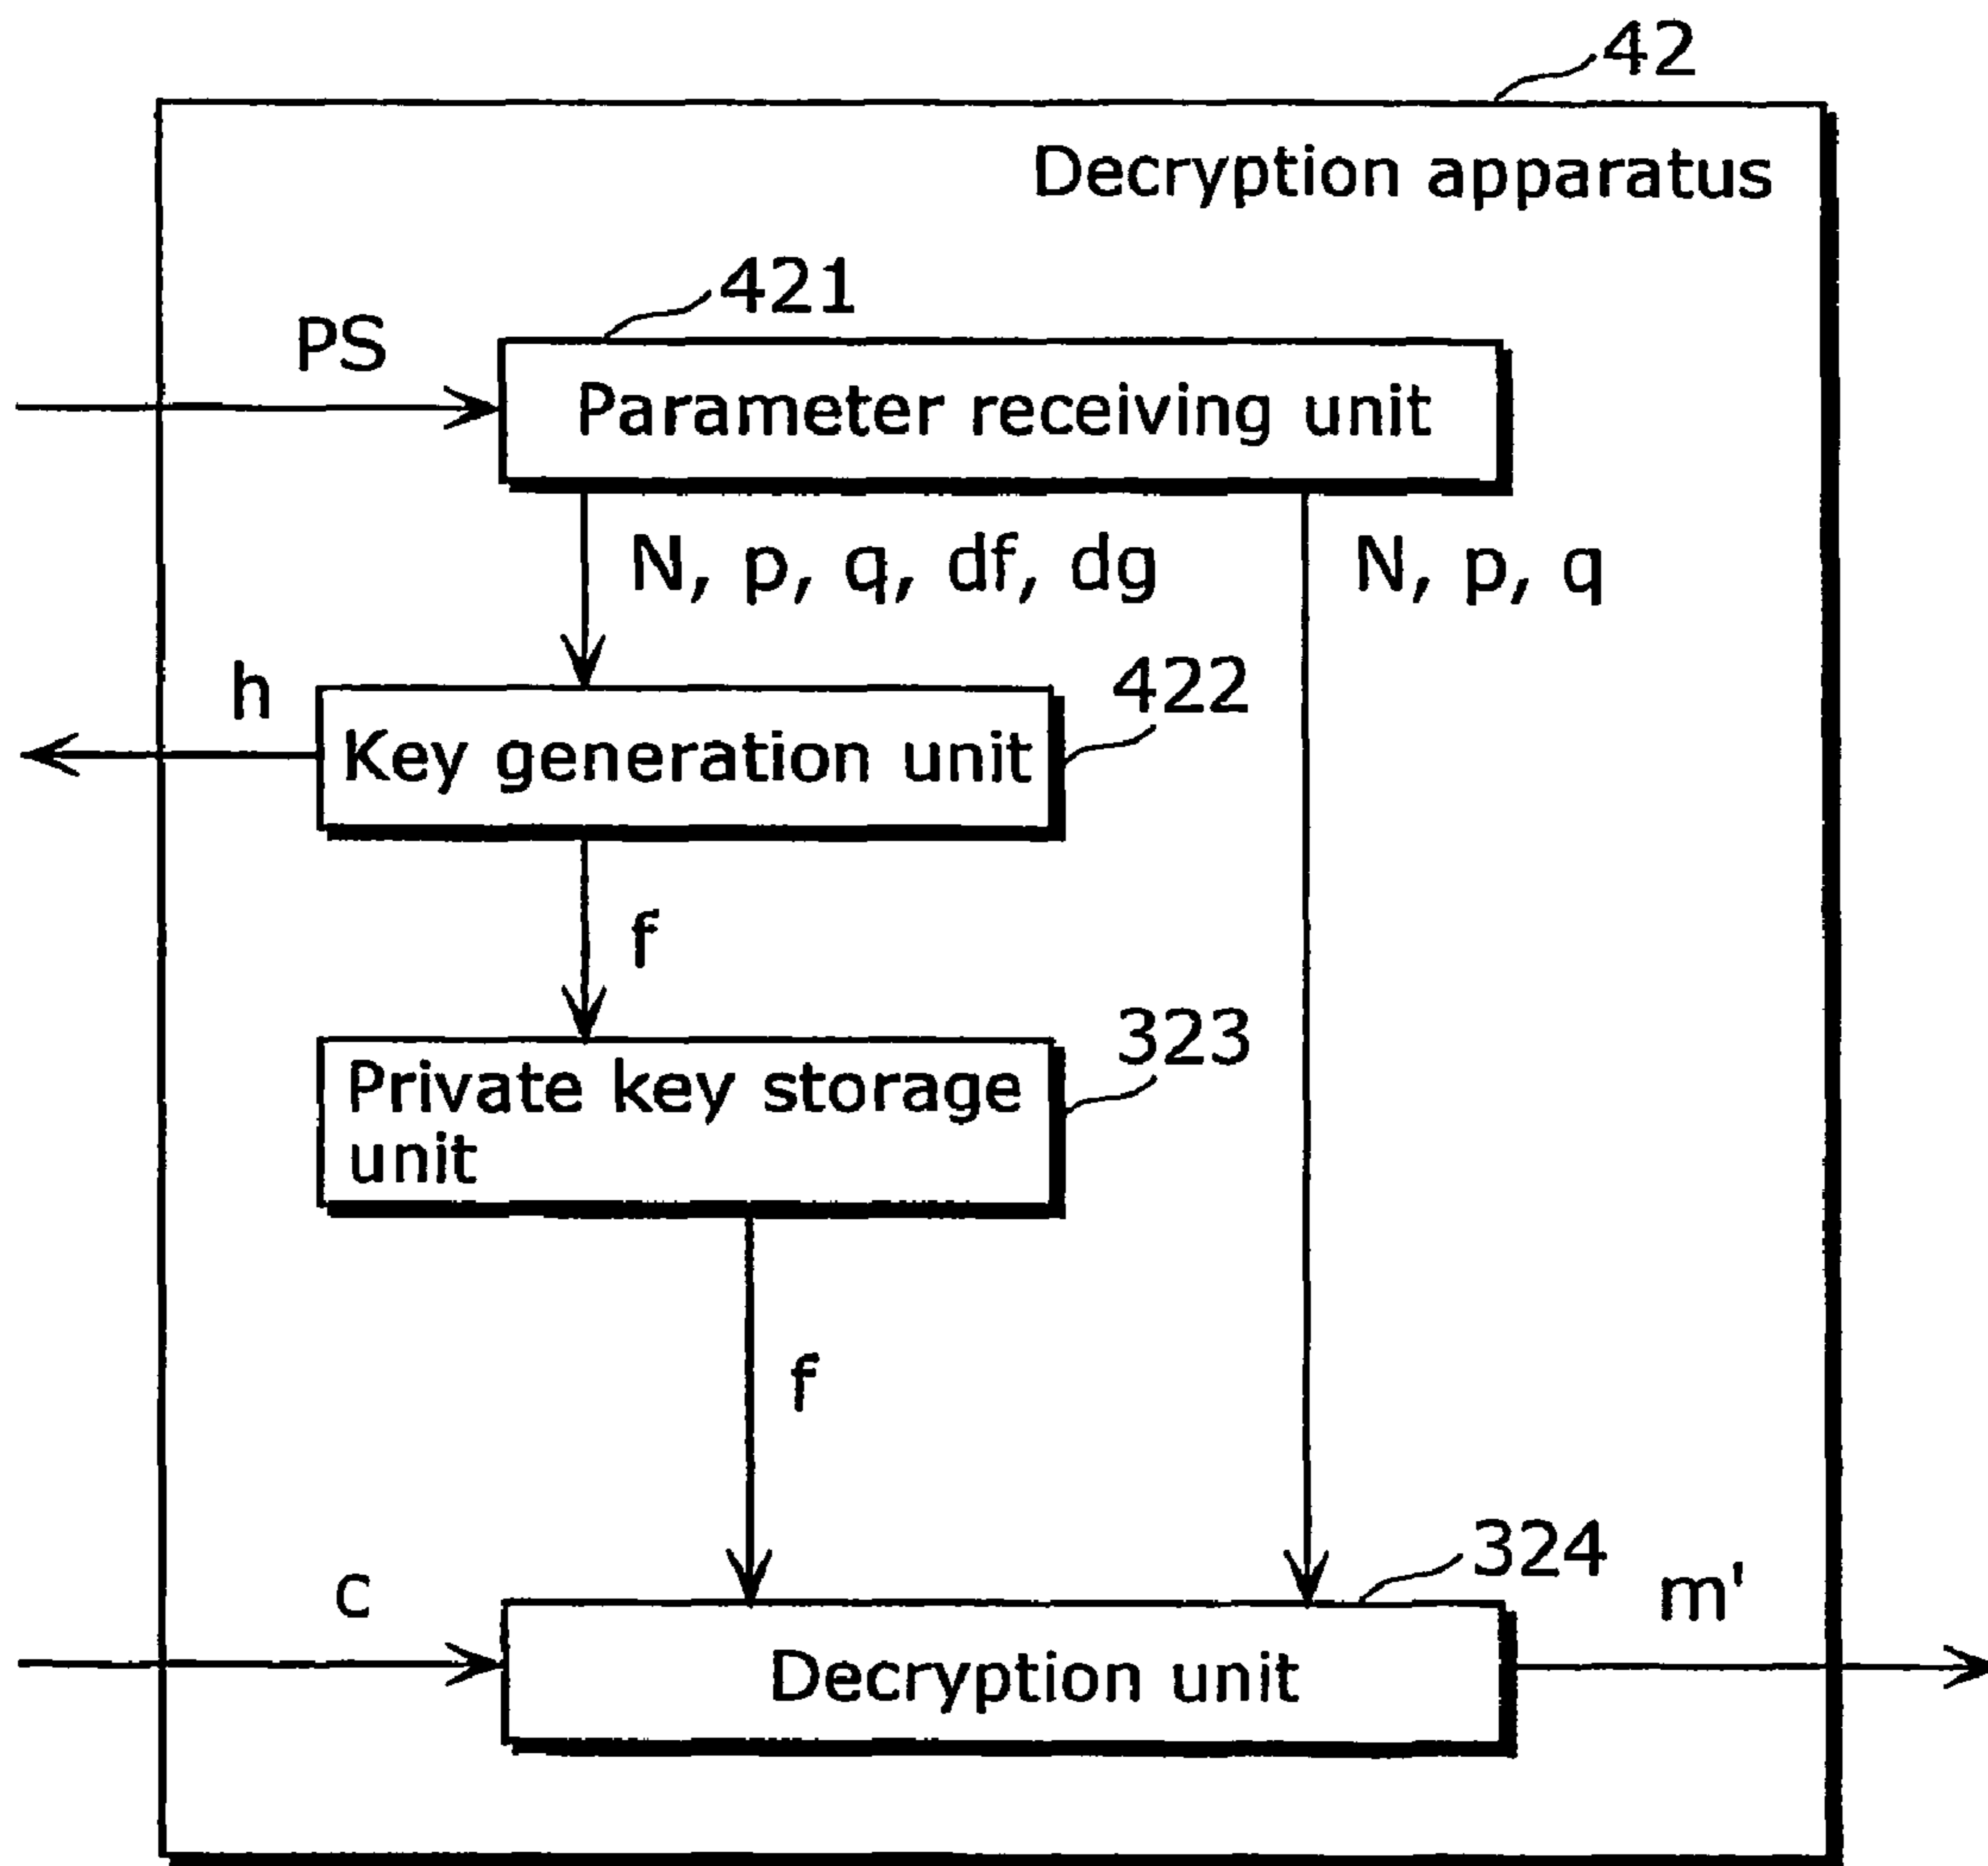 42
Decryption apparatus
421
PS
Parameter receiving unit
N, p, q, df, dg
N, p, q
h
422
Key generation unit
f
323
Private key storage
unit
f
324
c
m'
Decryption unit